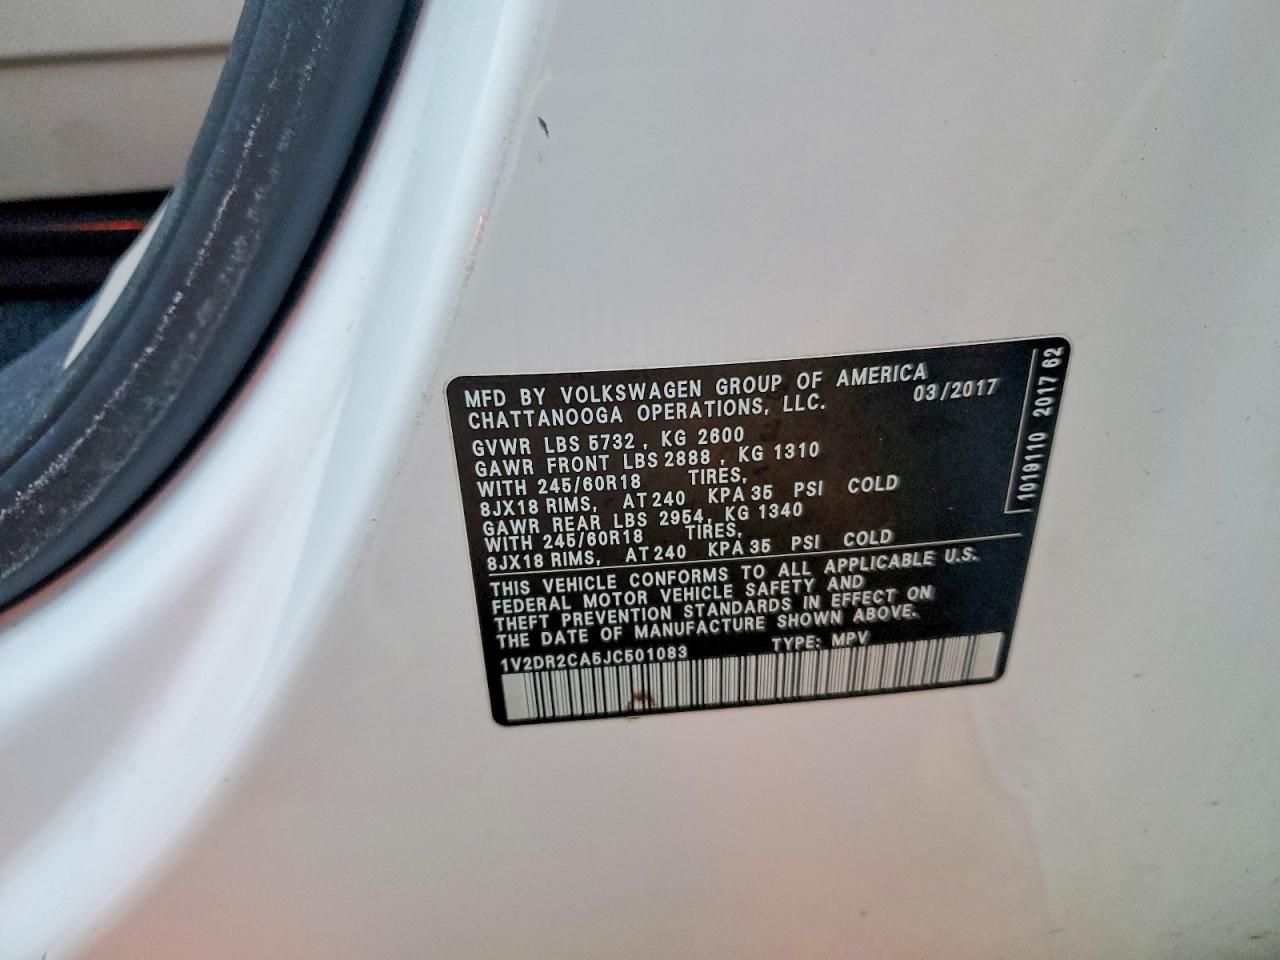 MFD BY VOLKSWAGEN GROUP OF AMERICA
CHATTANOOGA OPERATIONS, LLC. 03/2017
GVWR LBS 5732 , KG 2600
GAWR FRONT LBS 2888 , KG 1310
WITH 245/60R18 TIRES,
8JX18 RIMS, AT 240 KPA 35 PSI COLD
GAWR REAR LBS 2954, KG 1340
WITH 245/60R18 TIRES,
8JX18 RIMS, AT 240 KPA 35 PSI COLD
THIS VEHICLE CONFORMS TO ALL APPLICABLE U.S.
FEDERAL MOTOR VEHICLE SAFETY AND
THEFT PREVENTION STANDARDS IN EFFECT ON
THE DATE OF MANUFACTURE SHOWN ABOVE.
1V2DR2CA5JC501083 TYPE: MPV
1019110 2017 62